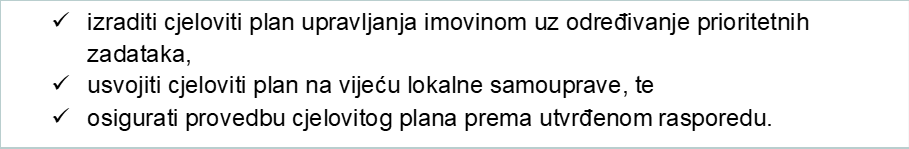 ✓ izraditi cjeloviti plan upravljanja imovinom uz određivanje prioritetnih
zadataka,
✓ usvojiti cjeloviti plan na vijeću lokalne samouprave, te
✓ osigurati provedbu cjelovitog plana prema utvrđenom rasporedu.